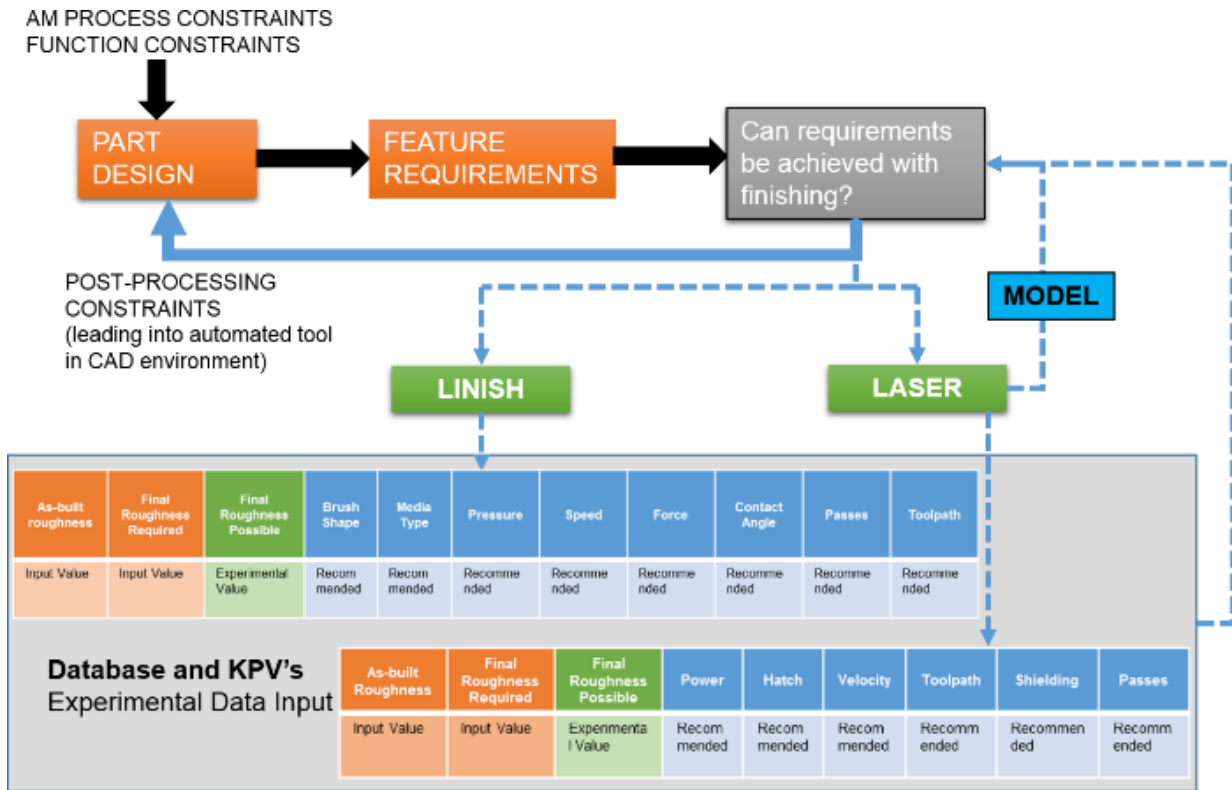 AM PROCESS CONSTRAINTS
FUNCTION CONSTRAINTS
PART
DESIGN
FEATURE
REQUIREMENTS
Can requirements
be achieved with
finishing?
POST-PROCESSING
CONSTRAINTS
(leading into automated tool
in CAD environment)
MODEL
LINISH
LASER
As-built
roughness
Final
Roughness
Required
Final
Roughness
Possible
Brush
Shape
Media
Type
Pressure
Speed
Force
Contact
Angle
Passes
Toolpath
Input Value
Input Value
Experimental
Value
Recom
mended
Recom
mended
Recomme
nded
Recomme
nded
Recomme
nded
Recomme
nded
Recomme
nded
Recomme
nded
Database and KPV's
Experimental Data Input
As-built
Roughness
Final
Roughness
Required
Final
Roughness
Possible
Power
Hatch
Velocity
Toolpath
Shielding
Passes
Input Value
Input Value
Experimenta
l Value
Recom
mended
Recom
mended
Recom
mended
Recomm
ended
Recommen
ded
Recomm
ended